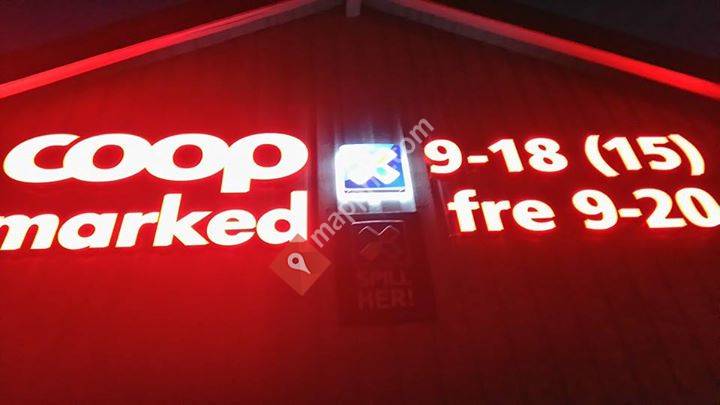 coop
marked
9-18 (15)
fre 9-20
SPILL
HER!